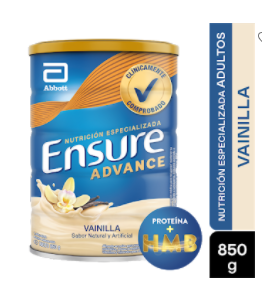 Abbott
CLÍNICAMENTE
COMPROBADO
NUTRICIÓN ESPECIALIZADA
Ensure
ADVANCE
VAINILLA
Sabor Natural y Artificial
PROTEÍNA
+
HMB
NUTRICIÓN ESPECIALIZADA ADULTOS
VAINILLA
850
g